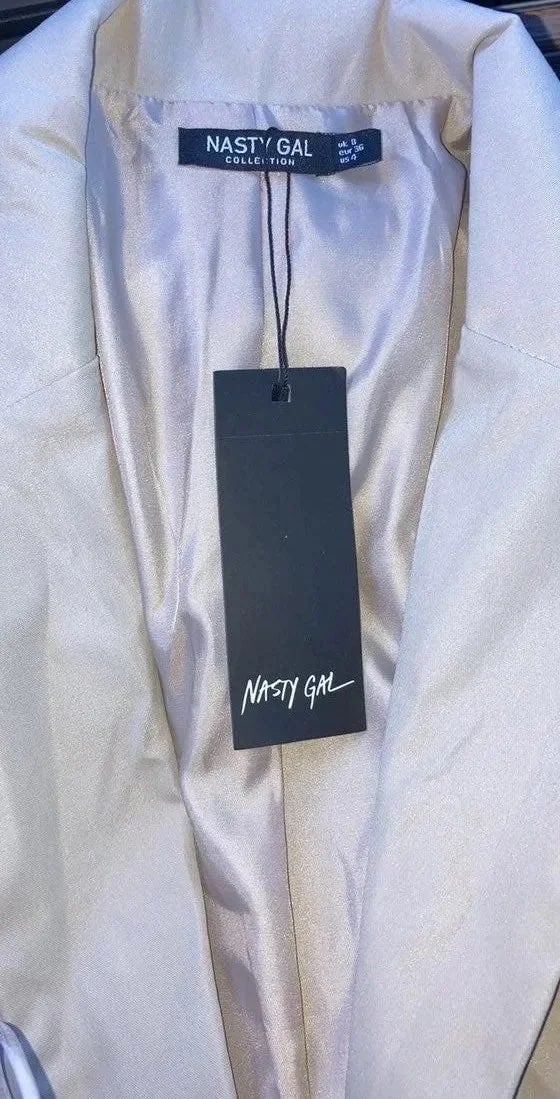 NASTY GAL
COLLECTION
uk 8
eur 36
us 4
NASTY GAL